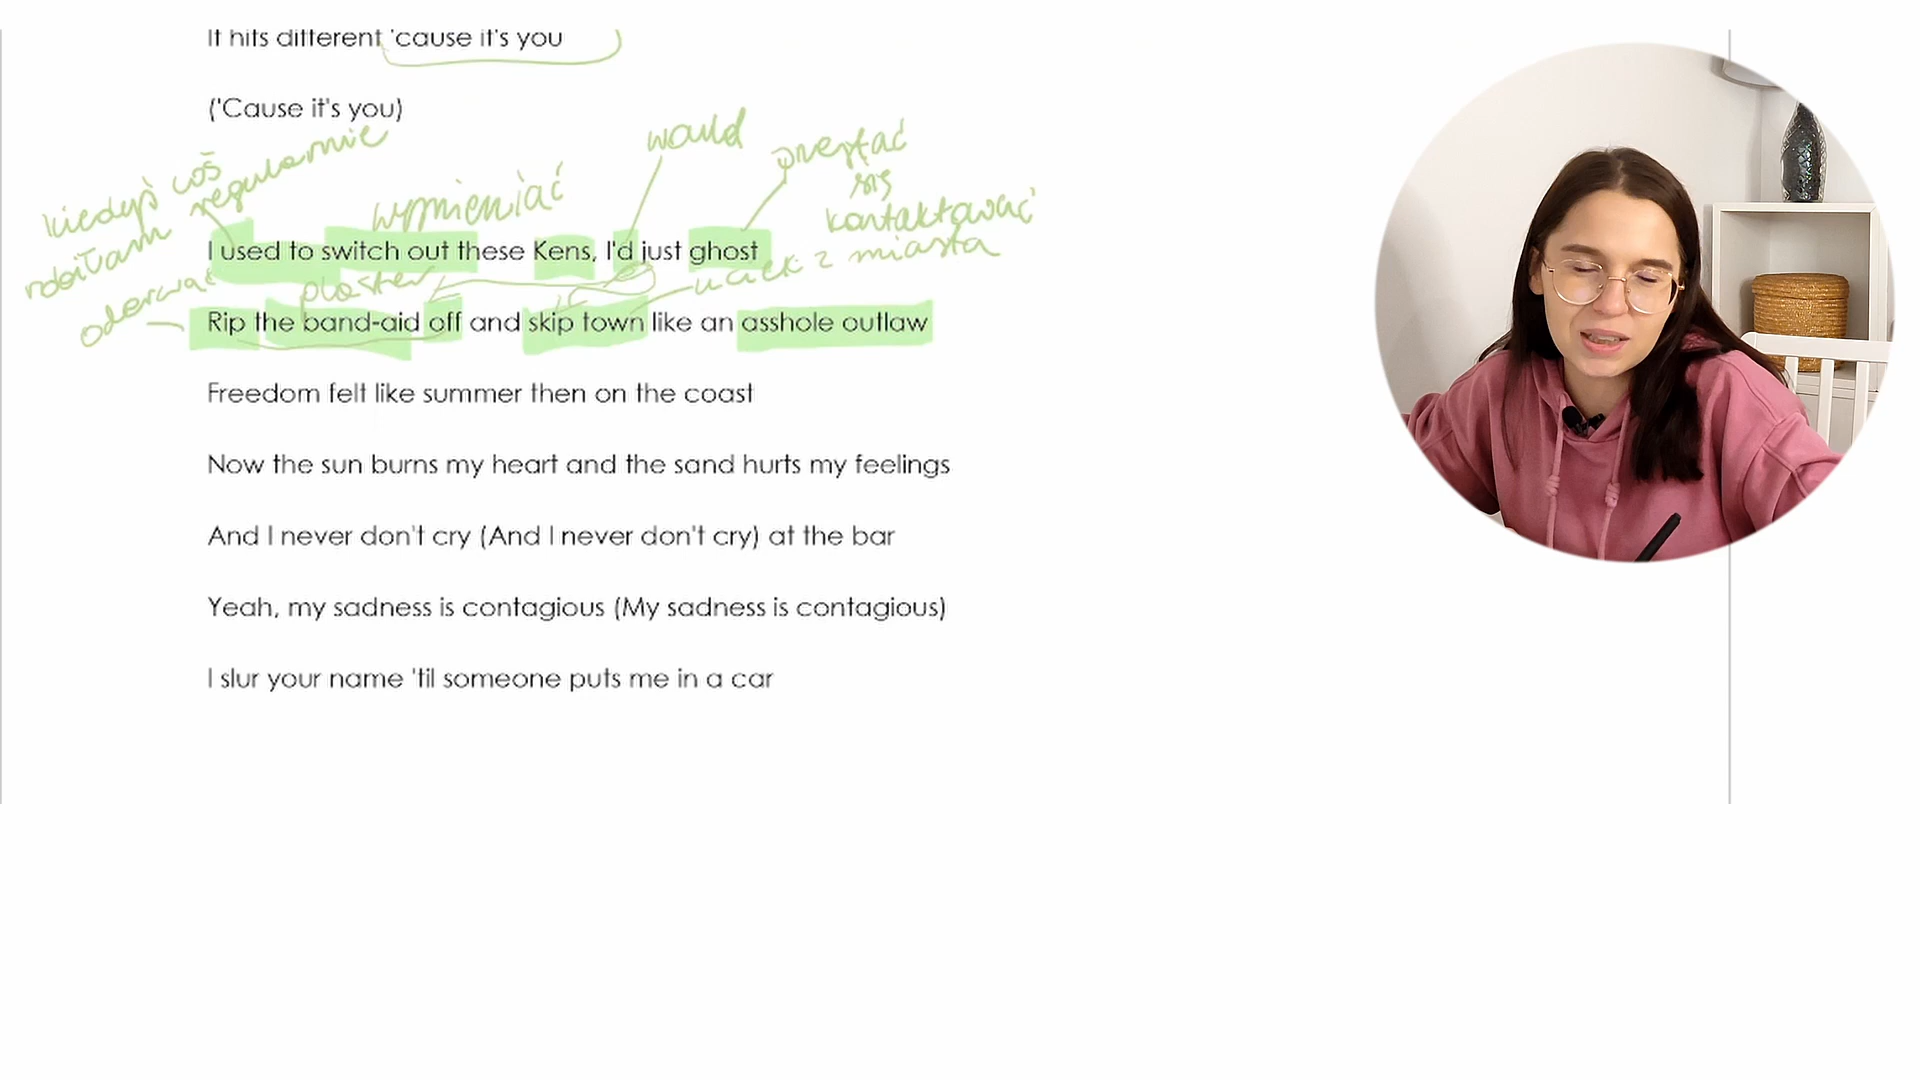 It hits different 'cause it's you
('Cause it's you)
would
przestać
się
kontaktować
kiedyś coś
regularnie
robiłam
wymieniać
I used to switch out these Kens, I'd just ghost
uciek z miasta
oderwać
plaster
Rip the band-aid off and skip town like an asshole outlaw
Freedom felt like summer then on the coast
Now the sun burns my heart and the sand hurts my feelings
And I never don't cry (And I never don't cry) at the bar
Yeah, my sadness is contagious (My sadness is contagious)
I slur your name 'til someone puts me in a car